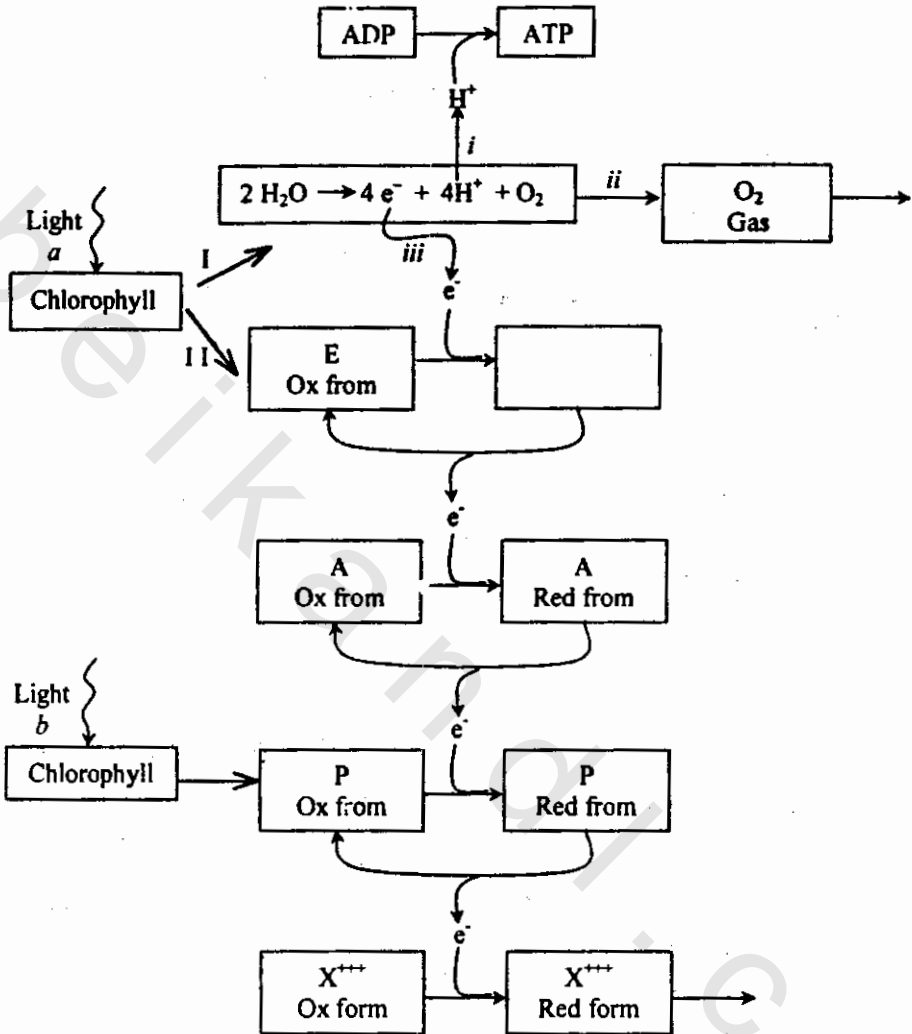 ADP
ATP
H⁺
i
2 H₂O → 4 e⁻ + 4H⁺ + O₂
ii
O₂
Gas
Light
a
I
iii
Chlorophyll
e⁻
II
E
Ox from
e⁻
A
Ox from
A
Red from
Light
b
e⁻
Chlorophyll
P
Ox from
P
Red from
e⁻
X⁺⁺⁺
Ox form
X⁺⁺⁺
Red form
beikandl.c